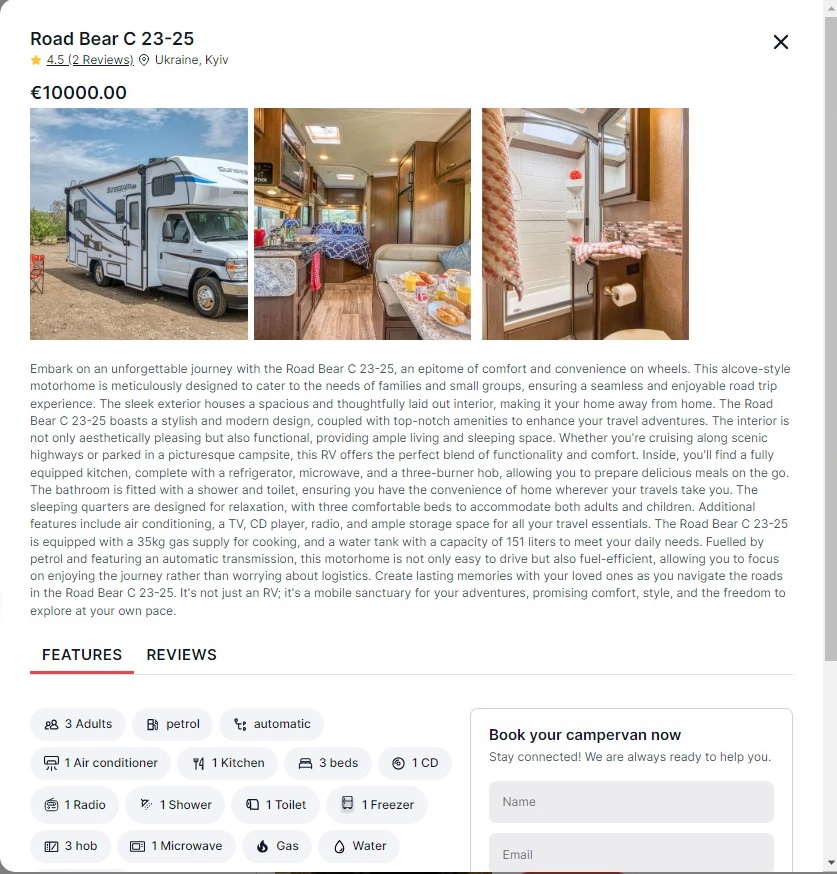 Road Bear C 23-25
4.5 (2 Reviews) Ukraine, Kyiv
€10000.00
Embark on an unforgettable journey with the Road Bear C 23-25, an epitome of comfort and convenience on wheels. This alcove-style
motorhome is meticulously designed to cater to the needs of families and small groups, ensuring a seamless and enjoyable road trip
experience. The sleek exterior houses a spacious and thoughtfully laid out interior, making it your home away from home. The Road
Bear C 23-25 boasts a stylish and modern design, coupled with top-notch amenities to enhance your travel adventures. The interior is
not only aesthetically pleasing but also functional, providing ample living and sleeping space. Whether you're cruising along scenic
highways or parked in a picturesque campsite, this RV offers the perfect blend of functionality and comfort. Inside, you'll find a fully
equipped kitchen, complete with a refrigerator, microwave, and a three-burner hob, allowing you to prepare delicious meals on the go.
The bathroom is fitted with a shower and toilet, ensuring you have the convenience of home wherever your travels take you. The
sleeping quarters are designed for relaxation, with three comfortable beds to accommodate both adults and children. Additional
features include air conditioning, a TV, CD player, radio, and ample storage space for all your travel essentials. The Road Bear C 23-25
is equipped with a 35kg gas supply for cooking, and a water tank with a capacity of 151 liters to meet your daily needs. Fuelled by
petrol and featuring an automatic transmission, this motorhome is not only easy to drive but also fuel-efficient, allowing you to focus
on enjoying the journey rather than worrying about logistics. Create lasting memories with your loved ones as you navigate the roads
in the Road Bear C 23-25. It's not just an RV; it's a mobile sanctuary for your adventures, promising comfort, style, and the freedom to
explore at your own pace.
FEATURES REVIEWS
3 Adults petrol automatic
1 Air conditioner 1 Kitchen 3 beds 1 CD
1 Radio 1 Shower 1 Toilet 1 Freezer
3 hob 1 Microwave Gas Water
Book your campervan now
Stay connected! We are always ready to help you.
Name
Email